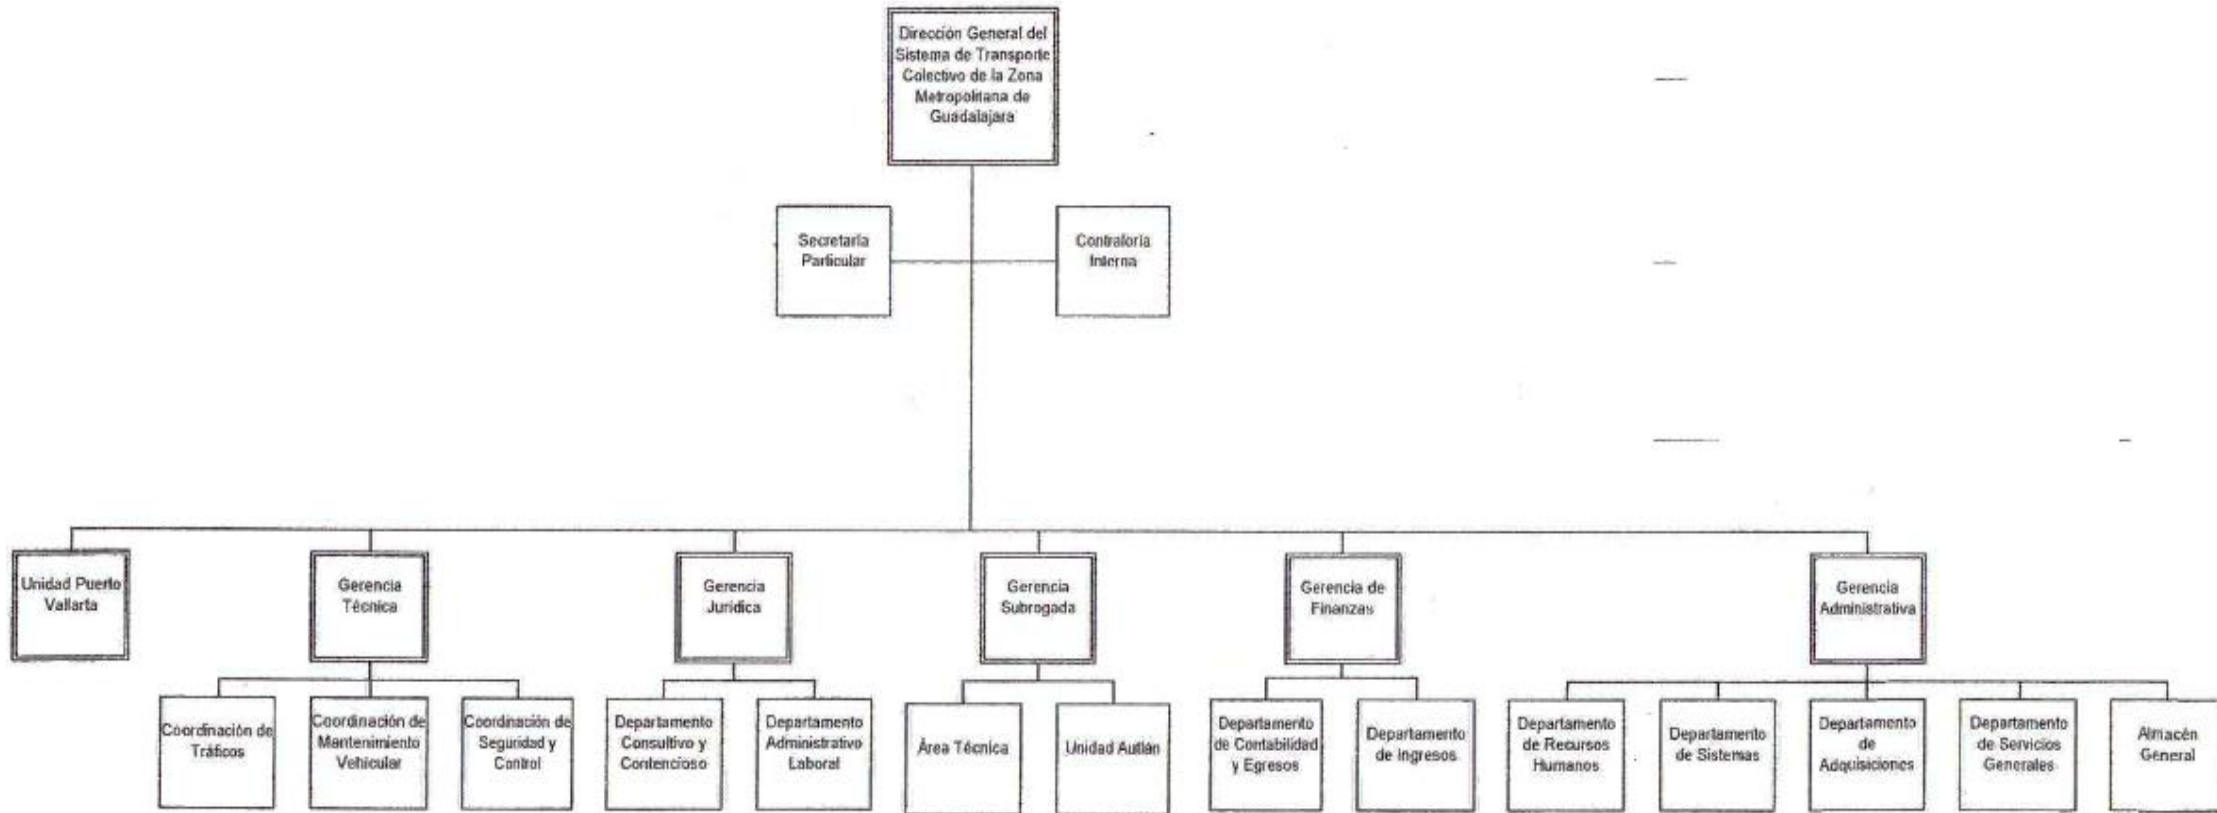 Dirección General del
Sistema de Transporte
Colectivo de la Zona
Metropolitana de
Guadalajara
Secretaría
Particular
Contraloría
Interna
Unidad Puerto
Vallarta
Gerencia
Técnica
Gerencia
Jurídica
Gerencia
Subrogada
Gerencia de
Finanzas
Gerencia
Administrativa
Coordinación de
Tráficos
Coordinación de
Mantenimiento
Vehicular
Coordinación de
Seguridad y
Control
Departamento
Consultivo y
Contencioso
Departamento
Administrativo
Laboral
Área Técnica
Unidad Autlán
Departamento
de Contabilidad
y Egresos
Departamento
de Ingresos
Departamento
de Recursos
Humanos
Departamento
de Sistemas
Departamento
de
Adquisiciones
Departamento
de Servicios
Generales
Almacén
General